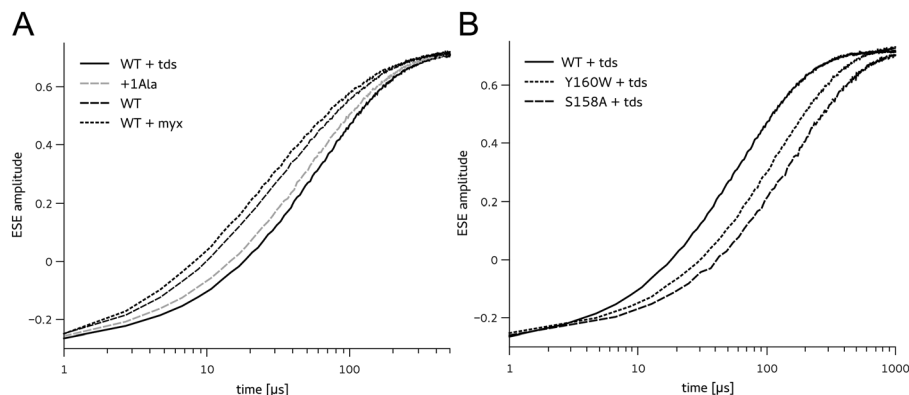 A
WT + tds
+1Ala
WT
WT + myx
ESE amplitude
0.6
0.4
0.2
0
−0.2
1
10
100
time [μs]
B
WT + tds
Y160W + tds
S158A + tds
ESE amplitude
0.6
0.4
0.2
0
−0.2
1
10
100
1000
time [μs]